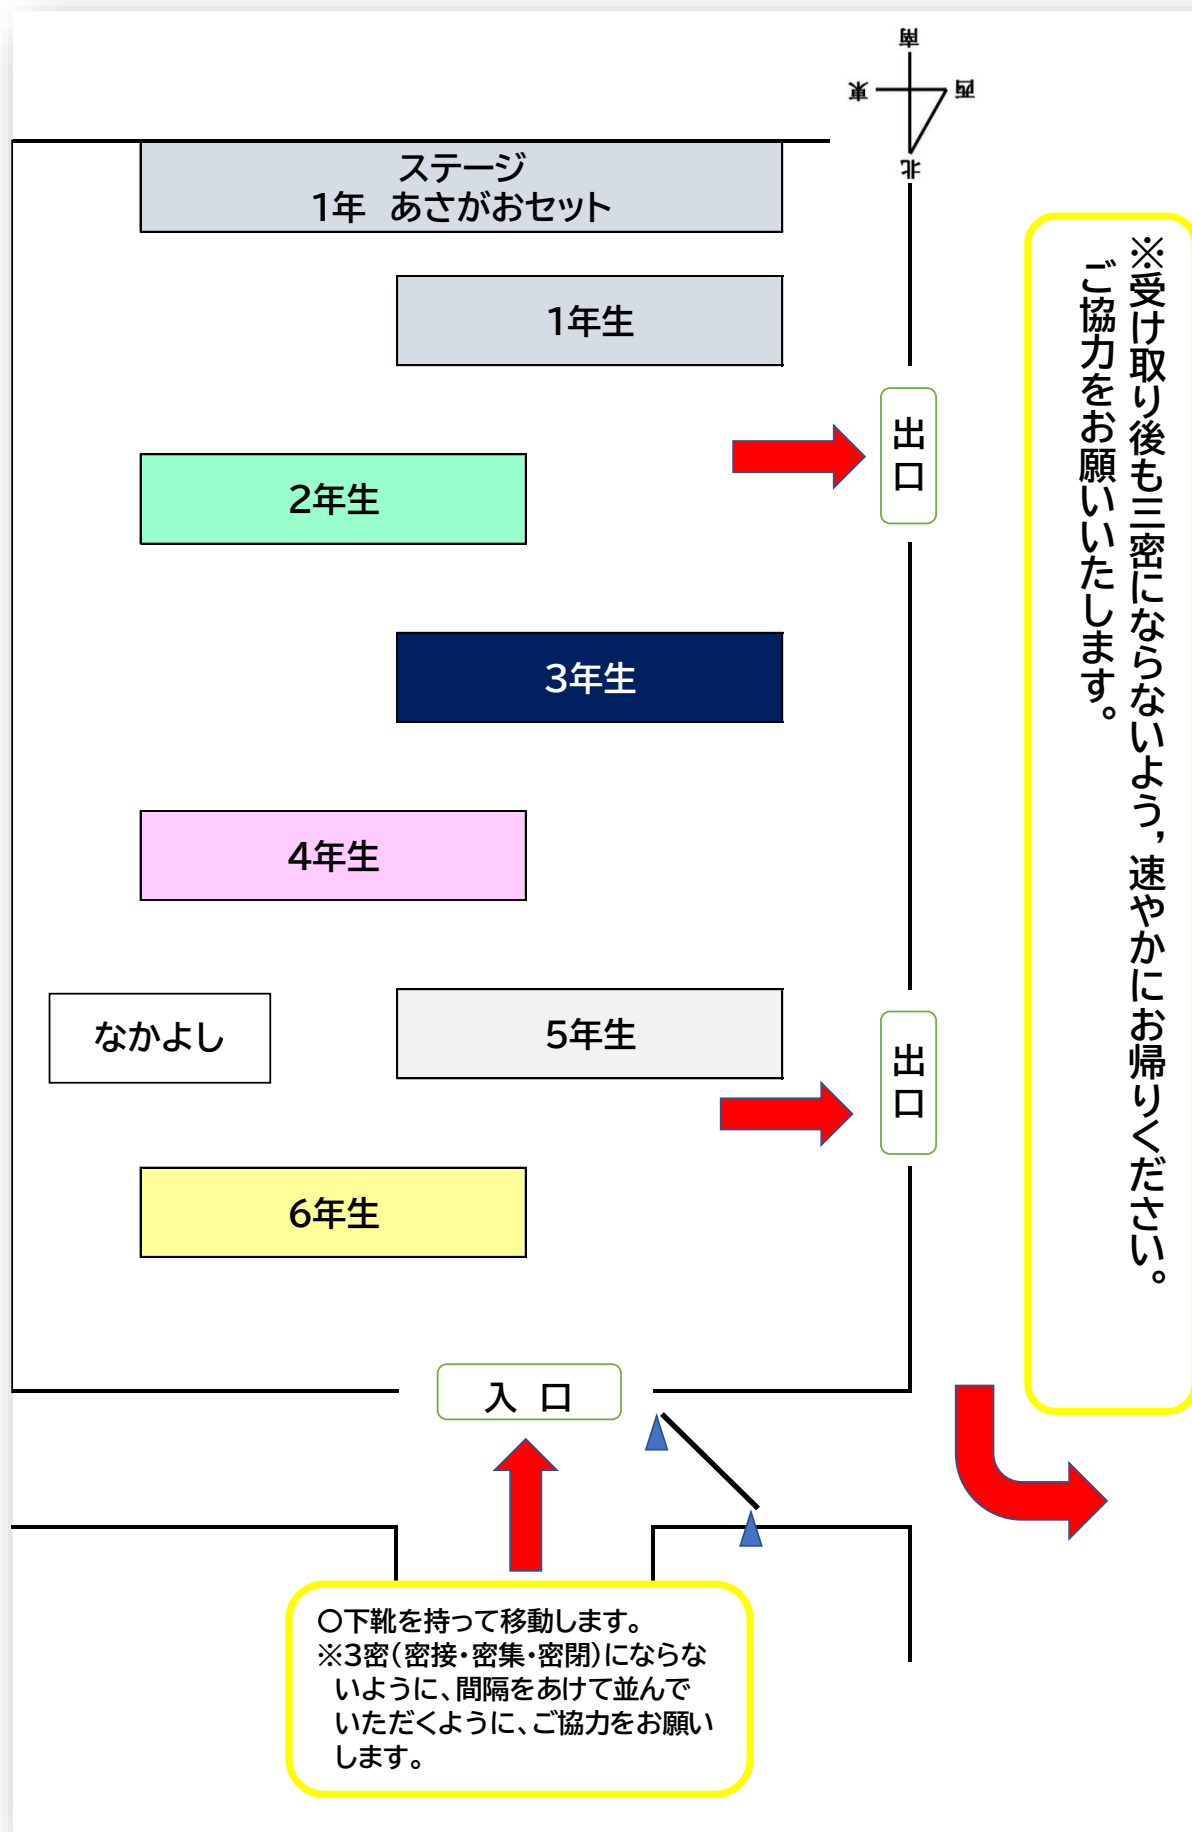 南
東
西
北
ステージ
1年　あさがおセット
1年生
出口
2年生
3年生
4年生
なかよし
5年生
出口
6年生
入 口
※受け取り後も三密にならないよう，速やかにお帰りください。
ご協力をお願いいたします。
〇下靴を持って移動します。
※3密(密接・密集・密閉)にならな
いように、間隔をあけて並んで
いただくように、ご協力をお願い
します。